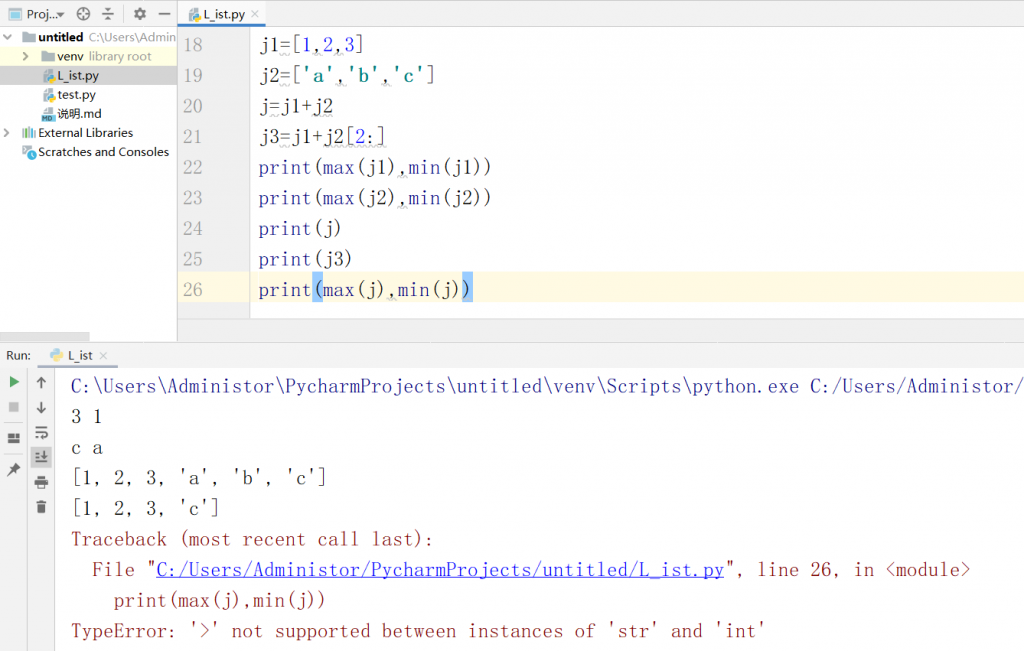 Proj...
L_ist.py
untitled C:\Users\Admin
venv library root
L_ist.py
test.py
说明.md
External Libraries
Scratches and Consoles
18 j1=[1,2,3]
19 j2=['a','b','c']
20 j=j1+j2
21 j3=j1+j2[2:]
22 print(max(j1),min(j1))
23 print(max(j2),min(j2))
24 print(j)
25 print(j3)
26 print(max(j),min(j))
Run: L_ist
C:\Users\Administor\PycharmProjects\untitled\venv\Scripts\python.exe C:/Users/Administor/
3 1
c a
[1, 2, 3, 'a', 'b', 'c']
[1, 2, 3, 'c']
Traceback (most recent call last):
File "C:/Users/Administor/PycharmProjects/untitled/L_ist.py", line 26, in <module>
print(max(j),min(j))
TypeError: '>' not supported between instances of 'str' and 'int'